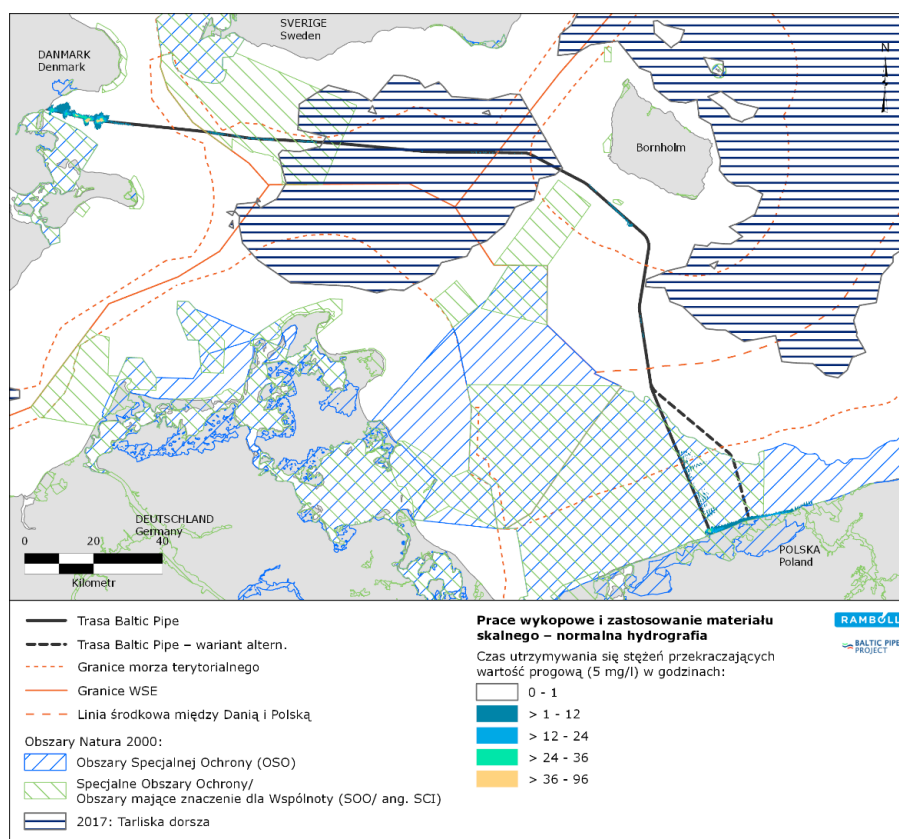 SVERIGE
Sweden
DANMARK
Denmark
N
Bornholm
DEUTSCHLAND
Germany
POLSKA
Poland
0 20 40
Kilometr
Trasa Baltic Pipe
Trasa Baltic Pipe – wariant altern.
Granice morza terytorialnego
Granice WSE
Linia środkowa między Danią i Polską
Obszary Natura 2000:
Obszary Specjalnej Ochrony (OSO)
Specjalne Obszary Ochrony/
Obszary mające znaczenie dla Wspólnoty (SOO/ ang. SCI)
2017: Tarliska dorsza
Prace wykopowe i zastosowanie materiału
skalnego – normalna hydrografia
Czas utrzymywania się stężeń przekraczających
wartość progową (5 mg/l) w godzinach:
0 - 1
> 1 - 12
> 12 - 24
> 24 - 36
> 36 - 96
RAMBOLL
BALTIC PIPE
PROJECT